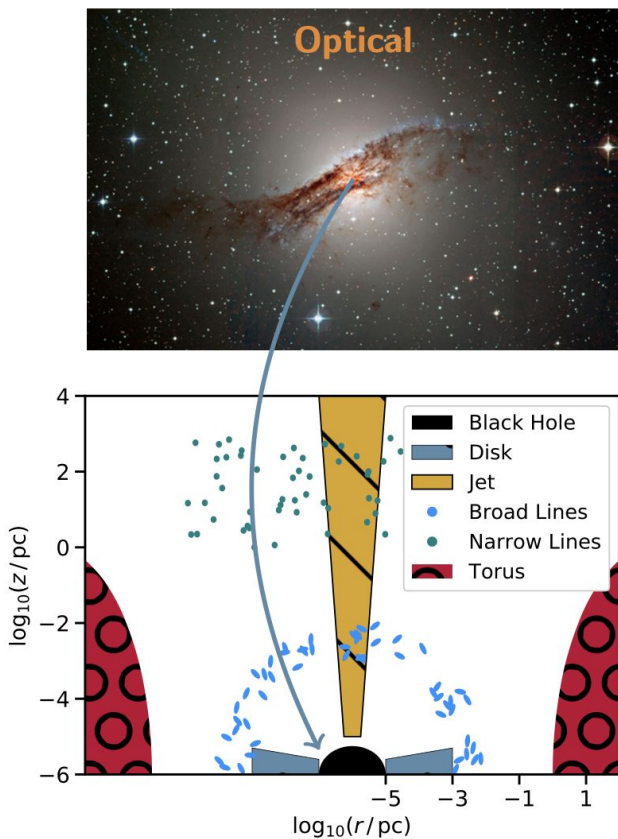 Optical
4
2
0
−2
−4
−6
log₁₀(z/pc)
Black Hole
Disk
Jet
Broad Lines
Narrow Lines
Torus
−5 −3 −1 1
log₁₀(r/pc)